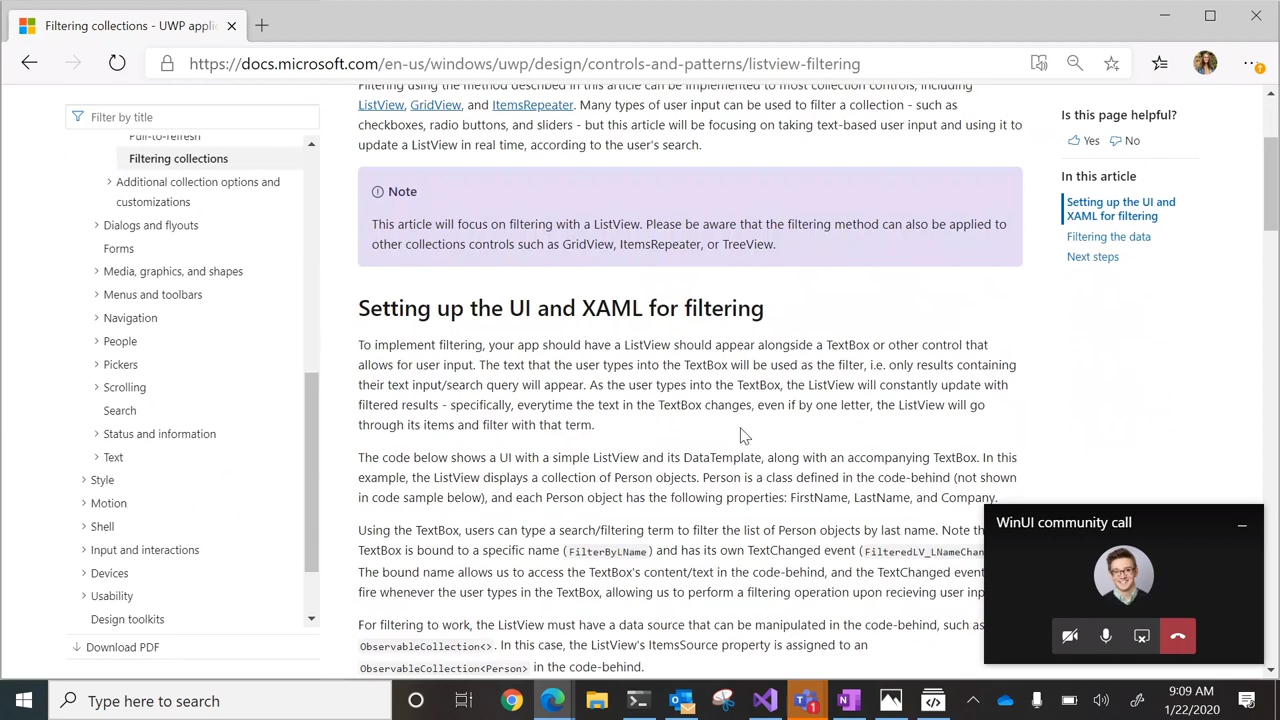 Filtering collections - UWP applic
https://docs.microsoft.com/en-us/windows/uwp/design/controls-and-patterns/listview-filtering
Filter by title
Pull-to-refresh
Filtering collections
Additional collection options and
customizations
Dialogs and flyouts
Forms
Media, graphics, and shapes
Menus and toolbars
Navigation
People
Pickers
Scrolling
Search
Status and information
Text
Style
Motion
Shell
Input and interactions
Devices
Usability
Design toolkits
Download PDF
Filtering using the method described in this article can be implemented to most collection controls, including
ListView, GridView, and ItemsRepeater. Many types of user input can be used to filter a collection - such as
checkboxes, radio buttons, and sliders - but this article will be focusing on taking text-based user input and using it to
update a ListView in real time, according to the user's search.
Note
This article will focus on filtering with a ListView. Please be aware that the filtering method can also be applied to
other collections controls such as GridView, ItemsRepeater, or TreeView.
Setting up the UI and XAML for filtering
To implement filtering, your app should have a ListView should appear alongside a TextBox or other control that
allows for user input. The text that the user types into the TextBox will be used as the filter, i.e. only results containing
their text input/search query will appear. As the user types into the TextBox, the ListView will constantly update with
filtered results - specifically, everytime the text in the TextBox changes, even if by one letter, the ListView will go
through its items and filter with that term.
The code below shows a UI with a simple ListView and its DataTemplate, along with an accompanying TextBox. In this
example, the ListView displays a collection of Person objects. Person is a class defined in the code-behind (not shown
in code sample below), and each Person object has the following properties: FirstName, LastName, and Company.
Using the TextBox, users can type a search/filtering term to filter the list of Person objects by last name. Note th
TextBox is bound to a specific name (FilterByLName) and has its own TextChanged event (FilteredLV_LNameChan
The bound name allows us to access the TextBox's content/text in the code-behind, and the TextChanged event
fire whenever the user types in the TextBox, allowing us to perform a filtering operation upon recieving user inp
For filtering to work, the ListView must have a data source that can be manipulated in the code-behind, such as
ObservableCollection<>. In this case, the ListView's ItemsSource property is assigned to an
ObservableCollection<Person> in the code-behind.
Is this page helpful?
Yes No
In this article
Setting up the UI and
XAML for filtering
Filtering the data
Next steps
WinUI community call
Type here to search
9:09 AM
1/22/2020